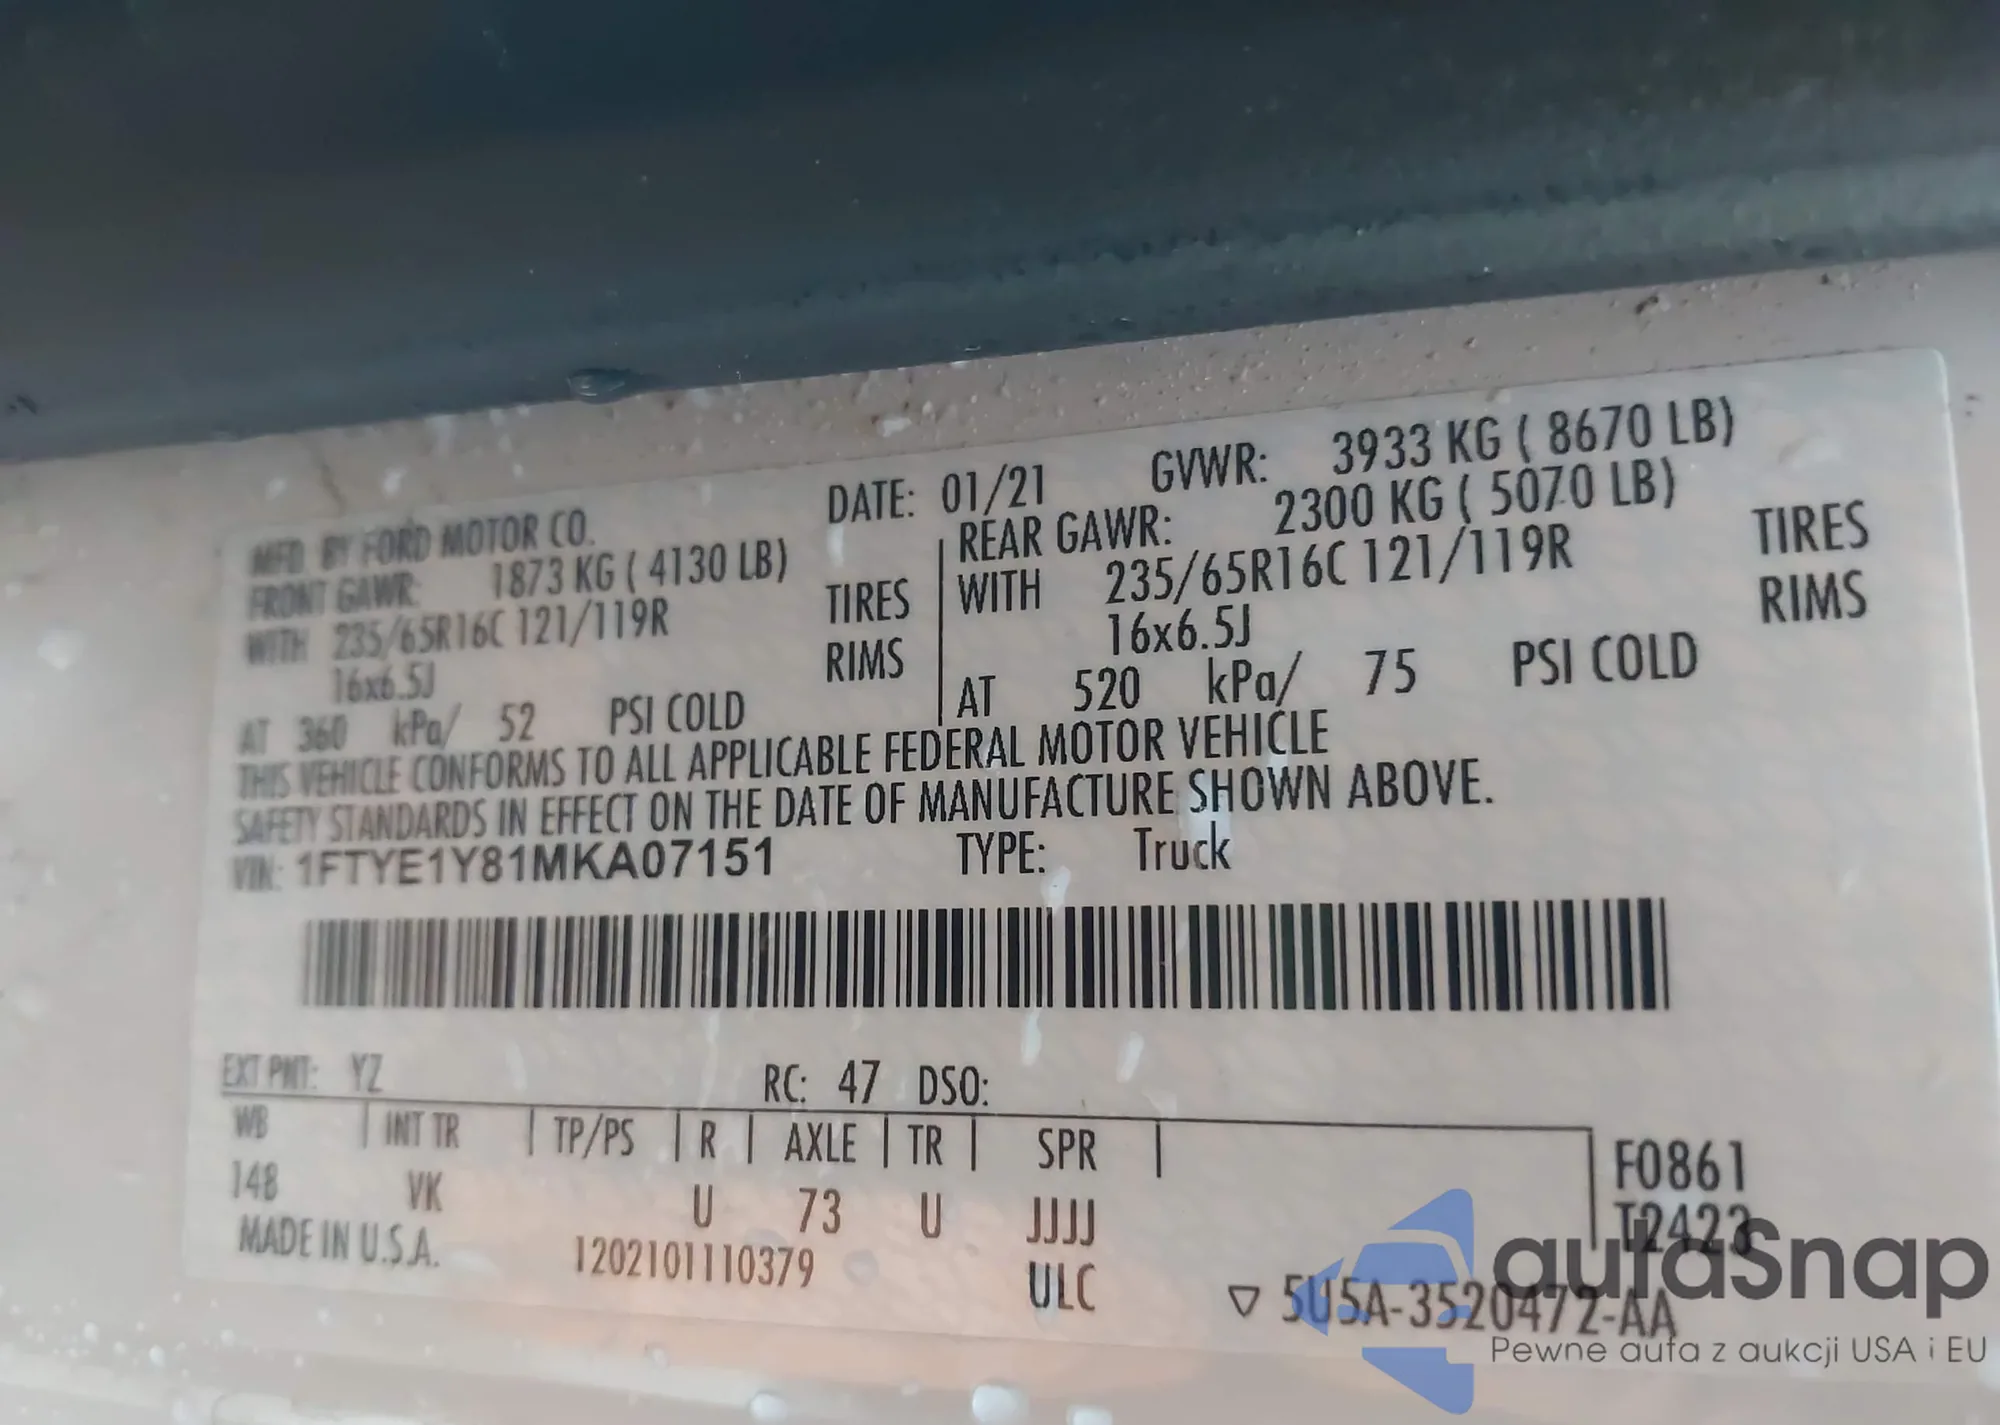 MFD. BY FORD MOTOR CO. DATE: 01/21 GVWR: 3933 KG ( 8670 LB)
FRONT GAWR: 1873 KG ( 4130 LB) REAR GAWR: 2300 KG ( 5070 LB)
WITH 235/65R16C 121/119R TIRES WITH 235/65R16C 121/119R TIRES
16x6.5J RIMS 16x6.5J RIMS
AT 360 kPa/ 52 PSI COLD AT 520 kPa/ 75 PSI COLD
THIS VEHICLE CONFORMS TO ALL APPLICABLE FEDERAL MOTOR VEHICLE
SAFETY STANDARDS IN EFFECT ON THE DATE OF MANUFACTURE SHOWN ABOVE.
VIN: 1FTYE1Y81MKA07151 TYPE: Truck
EXT PNT: YZ RC: 47 DSO:
WB | INT TR | TP/PS | R | AXLE | TR | SPR | F0861
148 VK U 73 U JJJJ T2423
MADE IN U.S.A. 1202101110379 ULC ▽ 5U5A-3520472-AA
autaSnap
Pewne auta z aukcji USA i EU